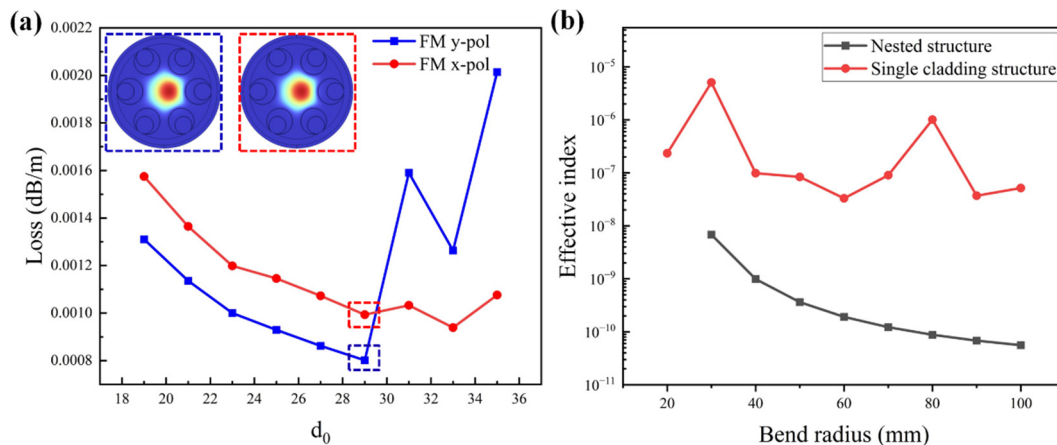 (a)
Loss (dB/m)
0.0022
0.0020
0.0018
0.0016
0.0014
0.0012
0.0010
0.0008
FM y-pol
FM x-pol
18 20 22 24 26 28 30 32 34 36
d₀
(b)
Effective index
10⁻⁵
10⁻⁶
10⁻⁷
10⁻⁸
10⁻⁹
10⁻¹⁰
10⁻¹¹
Nested structure
Single cladding structure
20 40 60 80 100
Bend radius (mm)